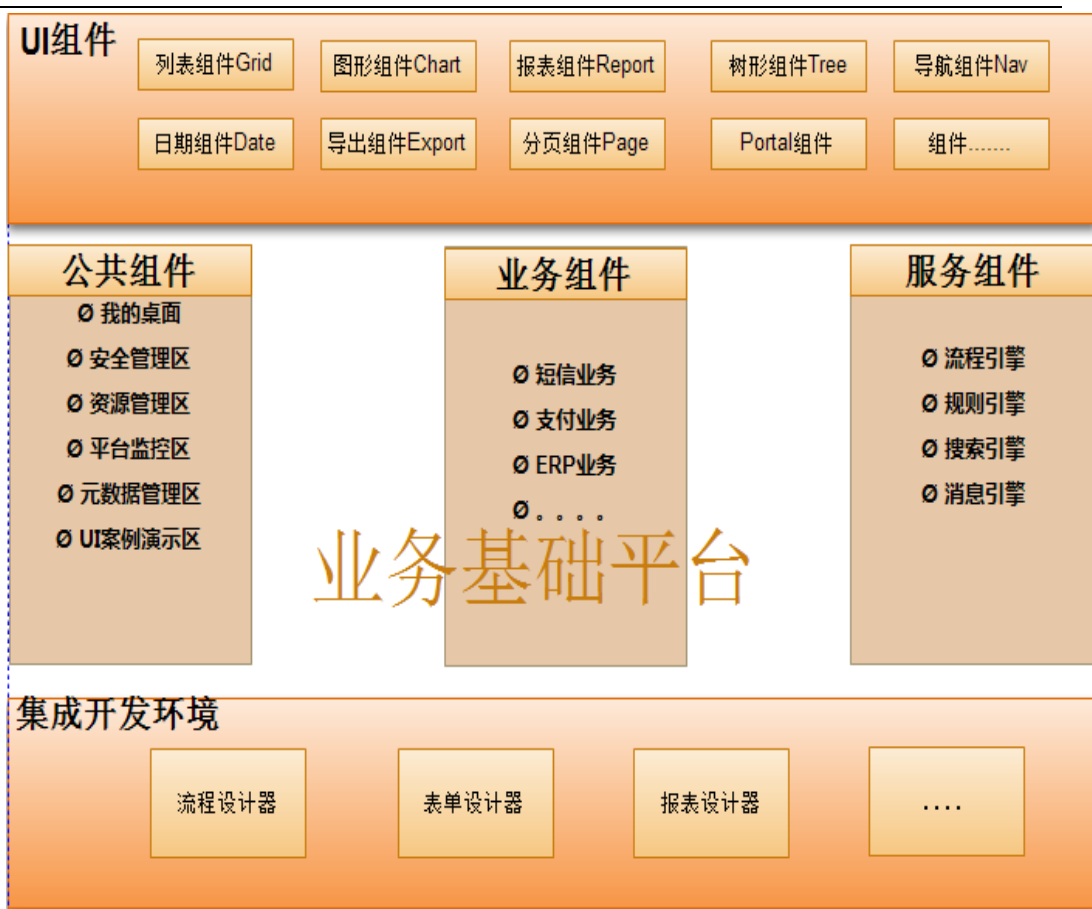 UI组件
列表组件Grid
图形组件Chart
报表组件Report
树形组件Tree
导航组件Nav
日期组件Date
导出组件Export
分页组件Page
Portal组件
组件.......
公共组件
Ø 我的桌面
Ø 安全管理区
Ø 资源管理区
Ø 平台监控区
Ø 元数据管理区
Ø UI案例演示区
业务组件
Ø 短信业务
Ø 支付业务
Ø ERP业务
Ø 。。。。
服务组件
Ø 流程引擎
Ø 规则引擎
Ø 搜索引擎
Ø 消息引擎
业务基础平台
集成开发环境
流程设计器
表单设计器
报表设计器
....